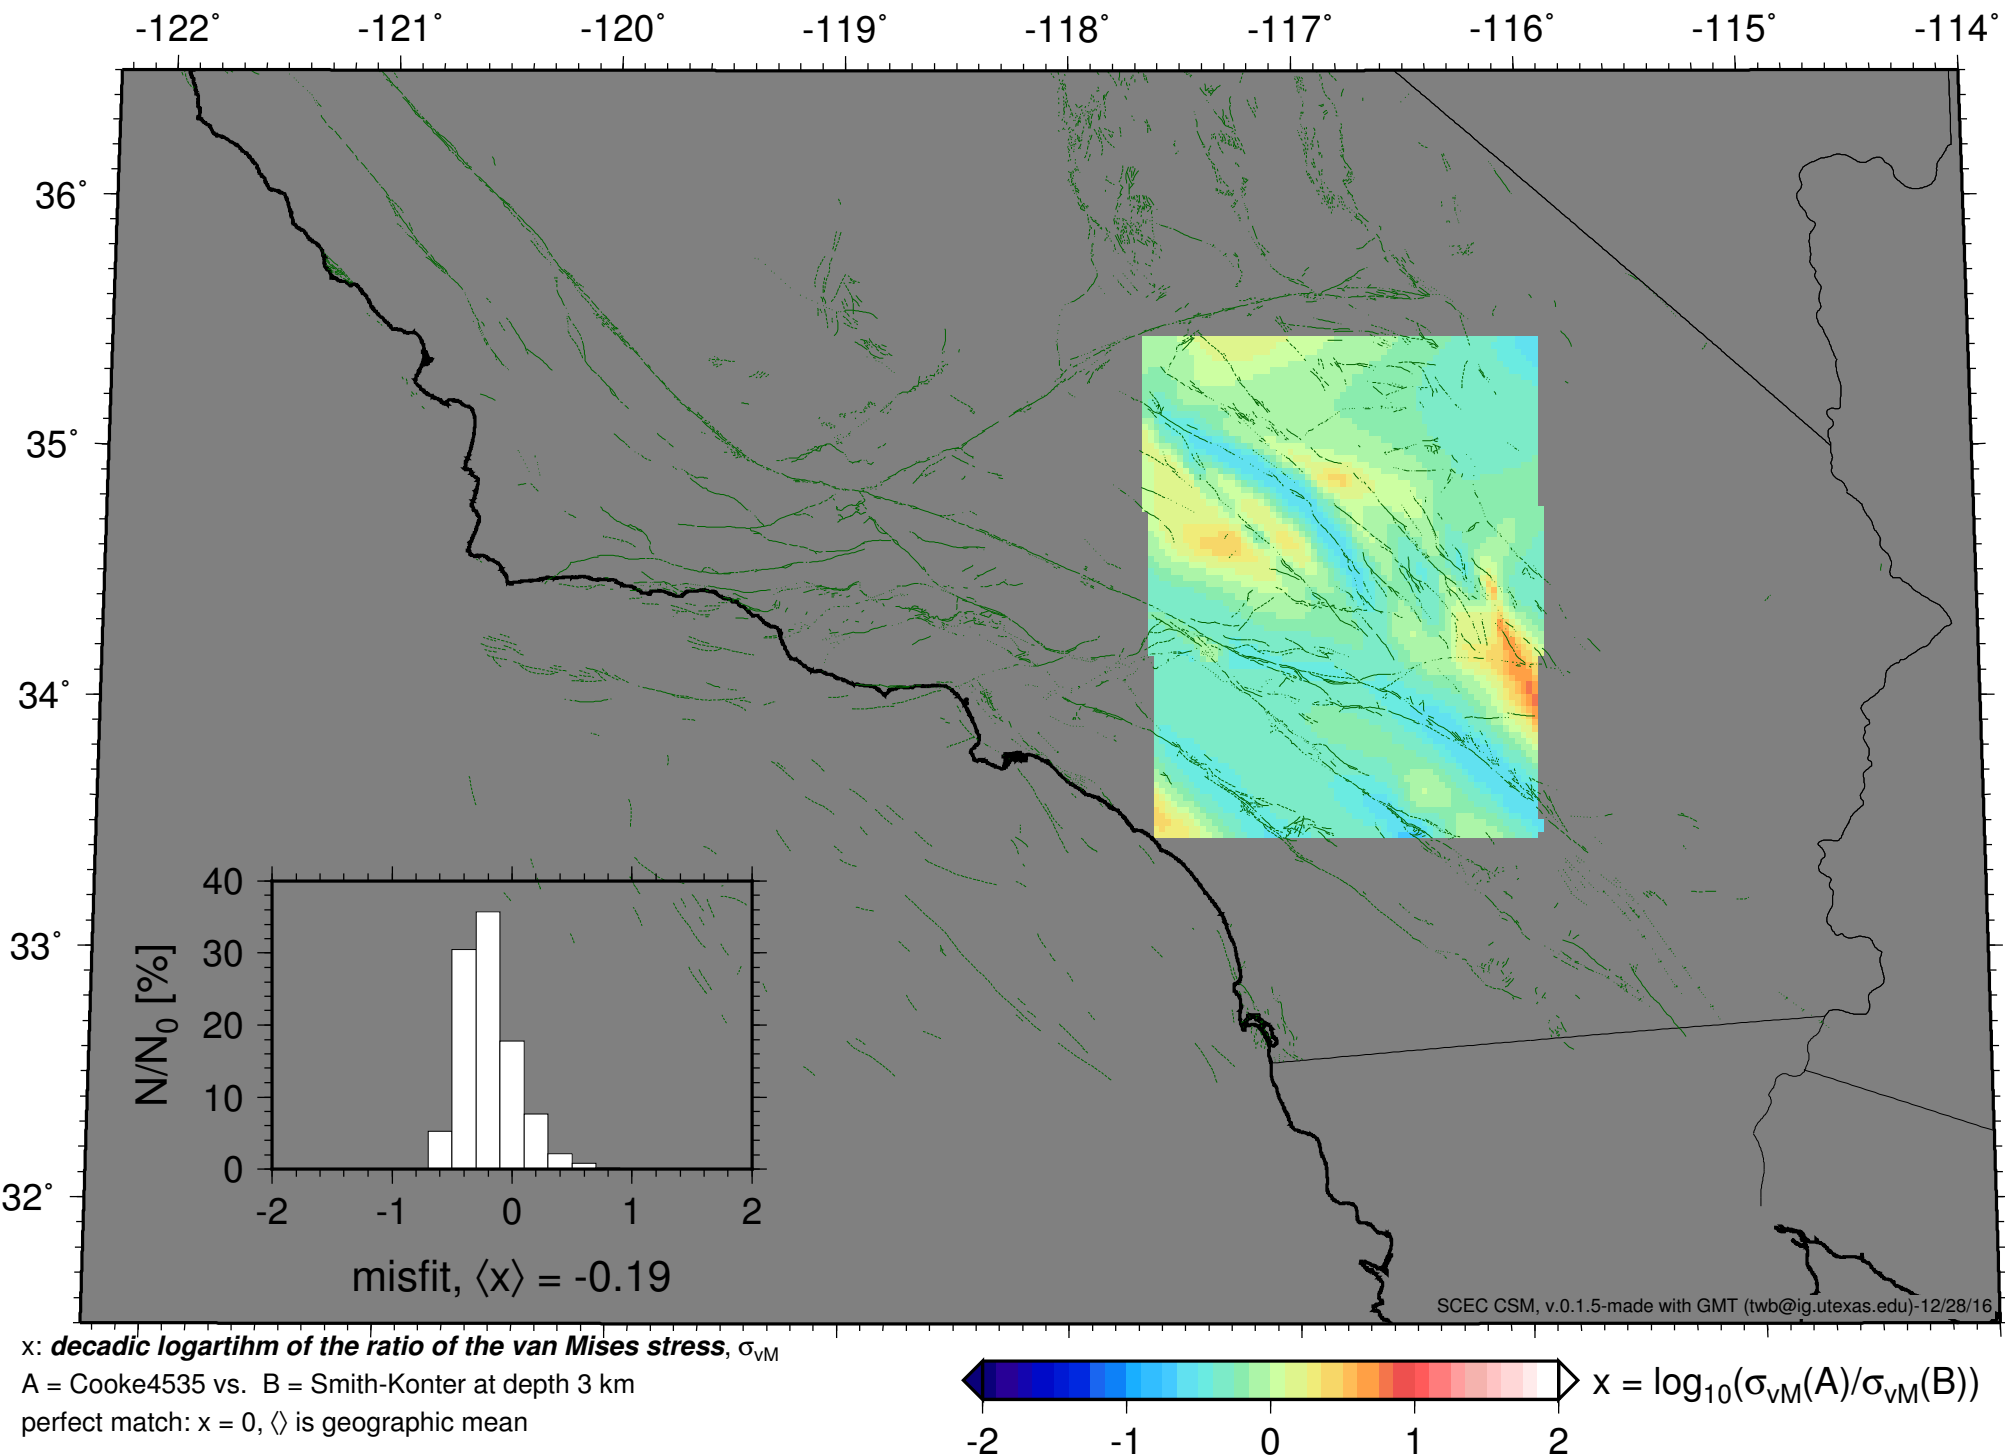 -122° -121° -120° -119° -118° -117° -116° -115° -114°
36°
35°
34°
33°
32°
40
30
20
10
0
N/N0 [%]
-2 -1 0 1 2
misfit, ⟨x⟩ = -0.19
SCEC CSM, v.0.1.5-made with GMT (twb@ig.utexas.edu)-12/28/16
x: decadic logartihm of the ratio of the van Mises stress, σvM
A = Cooke4535 vs. B = Smith-Konter at depth 3 km
perfect match: x = 0, ⟨⟩ is geographic mean
x = log10(σvM(A)/σvM(B))
-2 -1 0 1 2